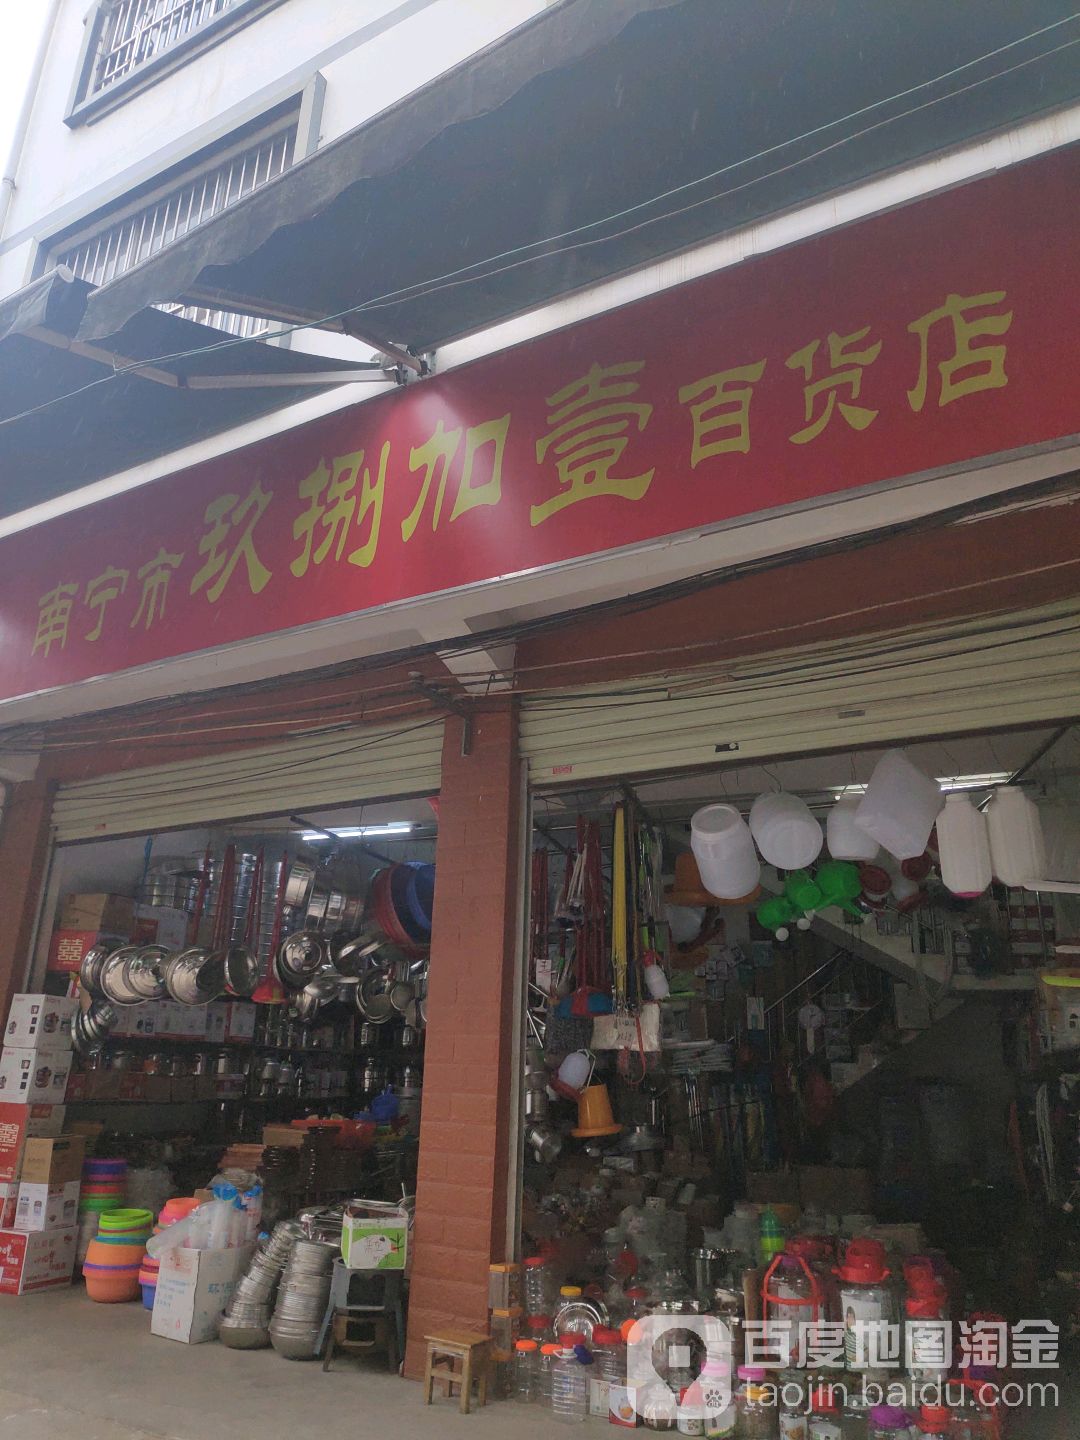 南宁市玖捌加壹百货店
囍
百度地图淘金
taojin.baidu.com